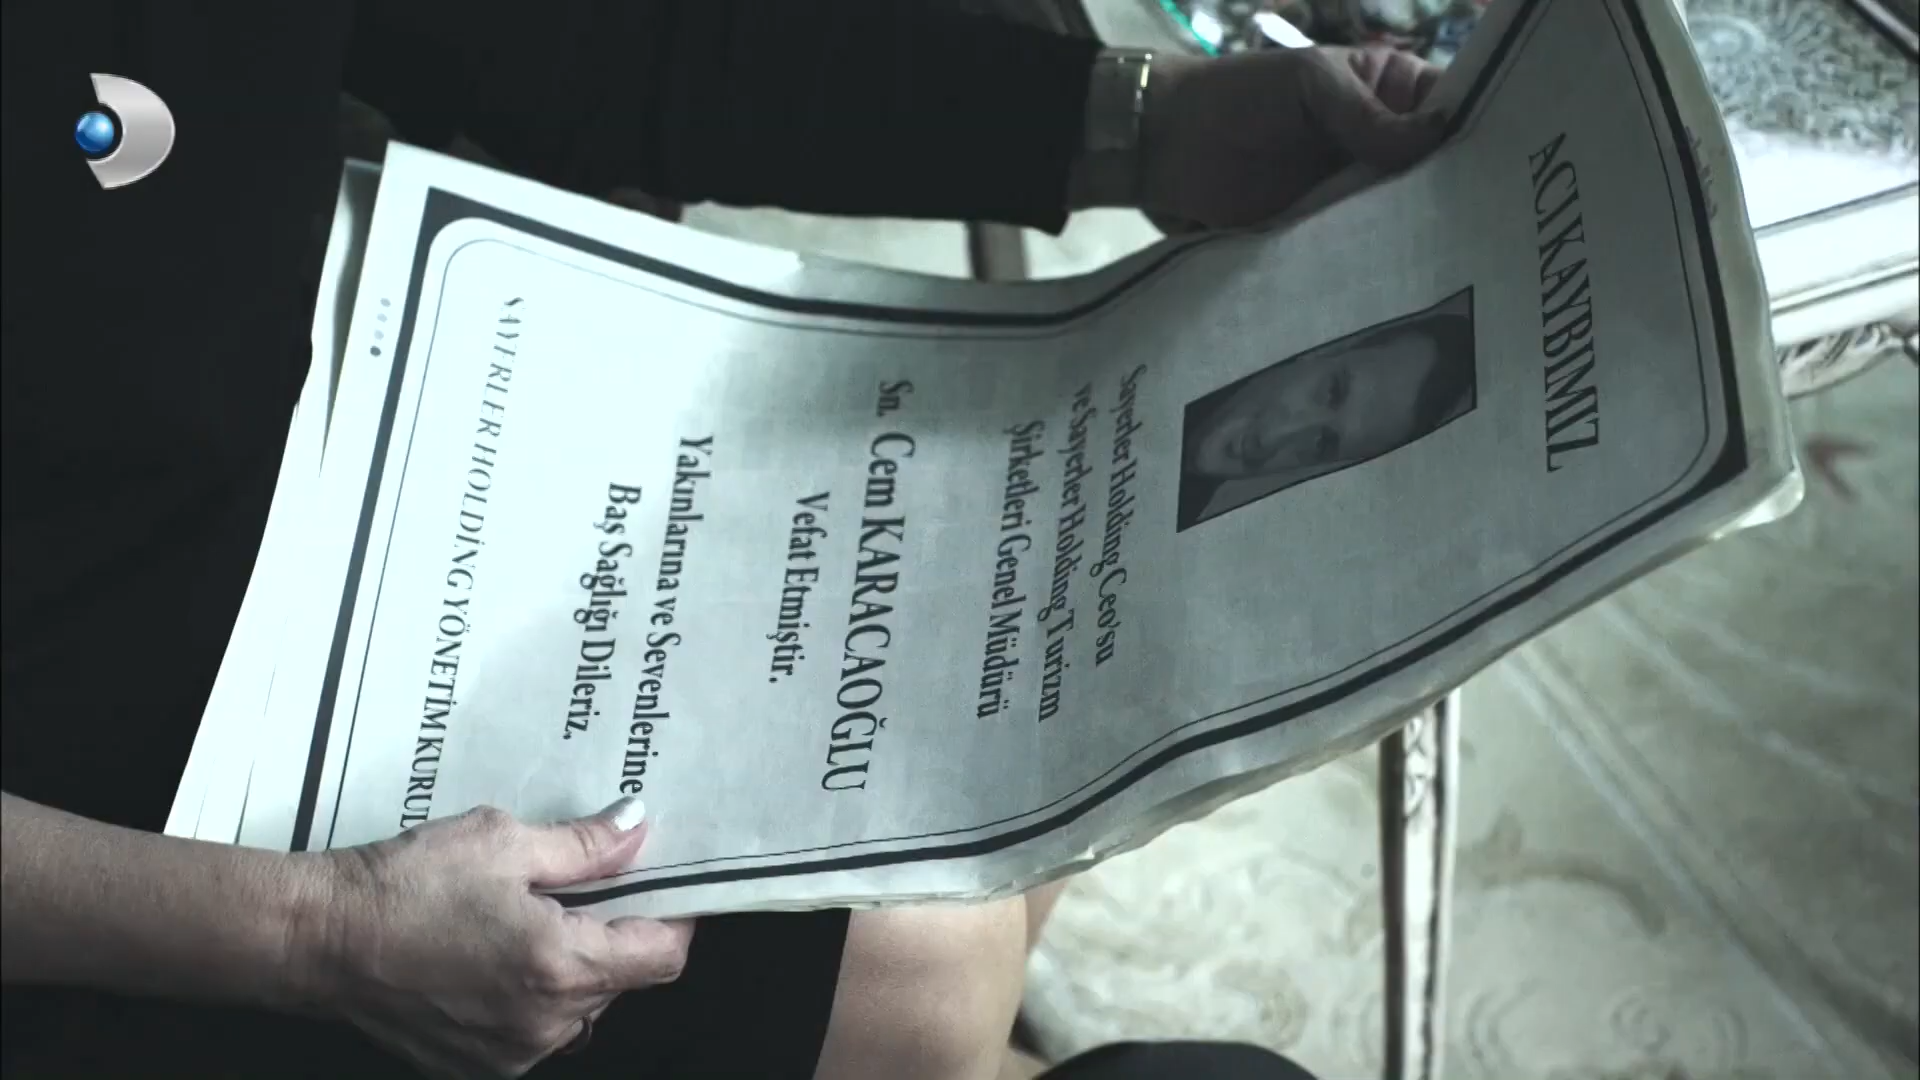 ACI KAYBIMIZ
Sayerler Holding Ceo'su
ve Sayerler Holding Turizm
Şirketleri Genel Müdürü
Sn. Cem KARACAOĞLU
Vefat Etmiştir.
Yakınlarına ve Sevenlerine
Baş Sağlığı Dileriz.
SAYERLER HOLDİNG YÖNETİM KURUL